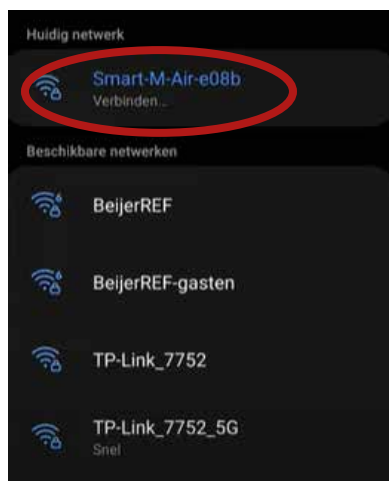 Huidig netwerk
Smart-M-Air-e08b
Verbinden...
Beschikbare netwerken
BeijerREF
BeijerREF-gasten
TP-Link_7752
TP-Link_7752_5G
Snel